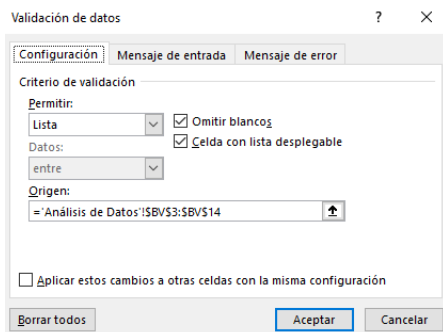 Validación de datos ? ×
Configuración Mensaje de entrada Mensaje de error
Criterio de validación
Permitir:
Lista Omitir blancos
Datos: Celda con lista desplegable
entre
Origen:
='Análisis de Datos'!$BV$3:$BV$14
Aplicar estos cambios a otras celdas con la misma configuración
Borrar todos Aceptar Cancelar